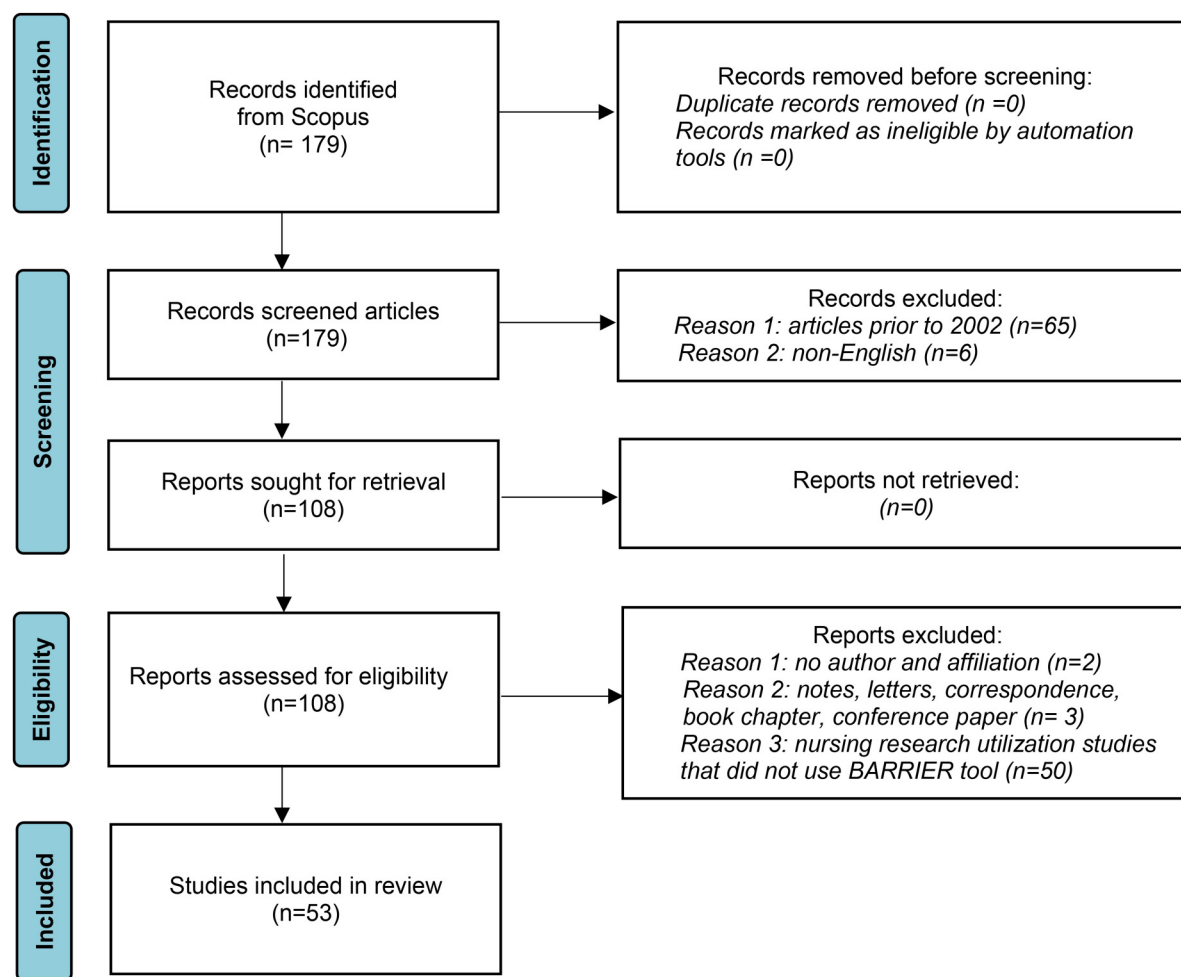 Identification
Records identified
from Scopus
(n= 179)
Records removed before screening:
Duplicate records removed (n =0)
Records marked as ineligible by automation
tools (n =0)
Screening
Records screened articles
(n=179)
Records excluded:
Reason 1: articles prior to 2002 (n=65)
Reason 2: non-English (n=6)
Reports sought for retrieval
(n=108)
Reports not retrieved:
(n=0)
Eligibility
Reports assessed for eligibility
(n=108)
Reports excluded:
Reason 1: no author and affiliation (n=2)
Reason 2: notes, letters, correspondence,
book chapter, conference paper (n= 3)
Reason 3: nursing research utilization studies
that did not use BARRIER tool (n=50)
Included
Studies included in review
(n=53)